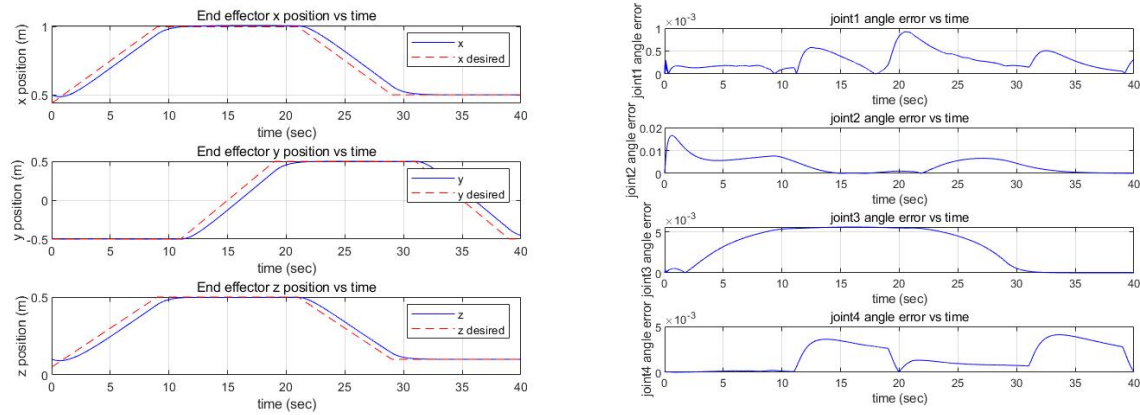 End effector x position vs time
x position (m)
1
0.5
x
x desired
0 5 10 15 20 25 30 35 40
time (sec)
End effector y position vs time
y position (m)
0.5
0
-0.5
y
y desired
0 5 10 15 20 25 30 35 40
time (sec)
End effector z position vs time
z position (m)
0.5
0
z
z desired
0 5 10 15 20 25 30 35 40
time (sec)
joint1 angle error vs time
joint1 angle error
×10-3
1
0.5
0
0 5 10 15 20 25 30 35 40
time (sec)
joint2 angle error vs time
joint2 angle error
0.02
0.01
0
0 5 10 15 20 25 30 35 40
time (sec)
joint3 angle error vs time
joint3 angle error
×10-3
5
0
0 5 10 15 20 25 30 35 40
time (sec)
joint4 angle error vs time
joint4 angle error
×10-3
5
0
0 5 10 15 20 25 30 35 40
time (sec)